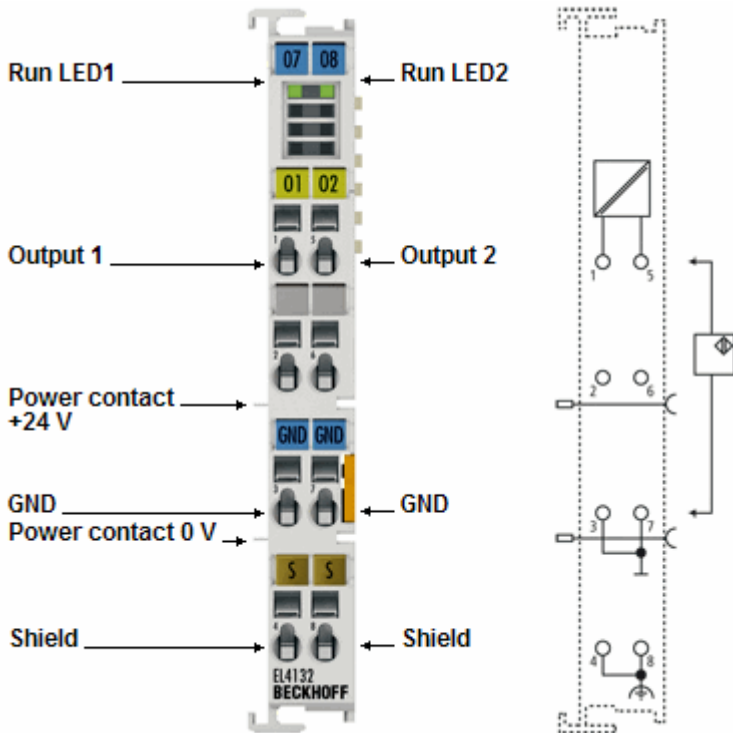 07 08
Run LED1
Run LED2
01 02
1 5
Output 1
Output 2
1 5
2 6
2 6
Power contact
+24 V
GND GND
3 7
GND
GND
3 7
Power contact 0 V
S S
4 8
Shield
Shield
4 8
EL4132
BECKHOFF